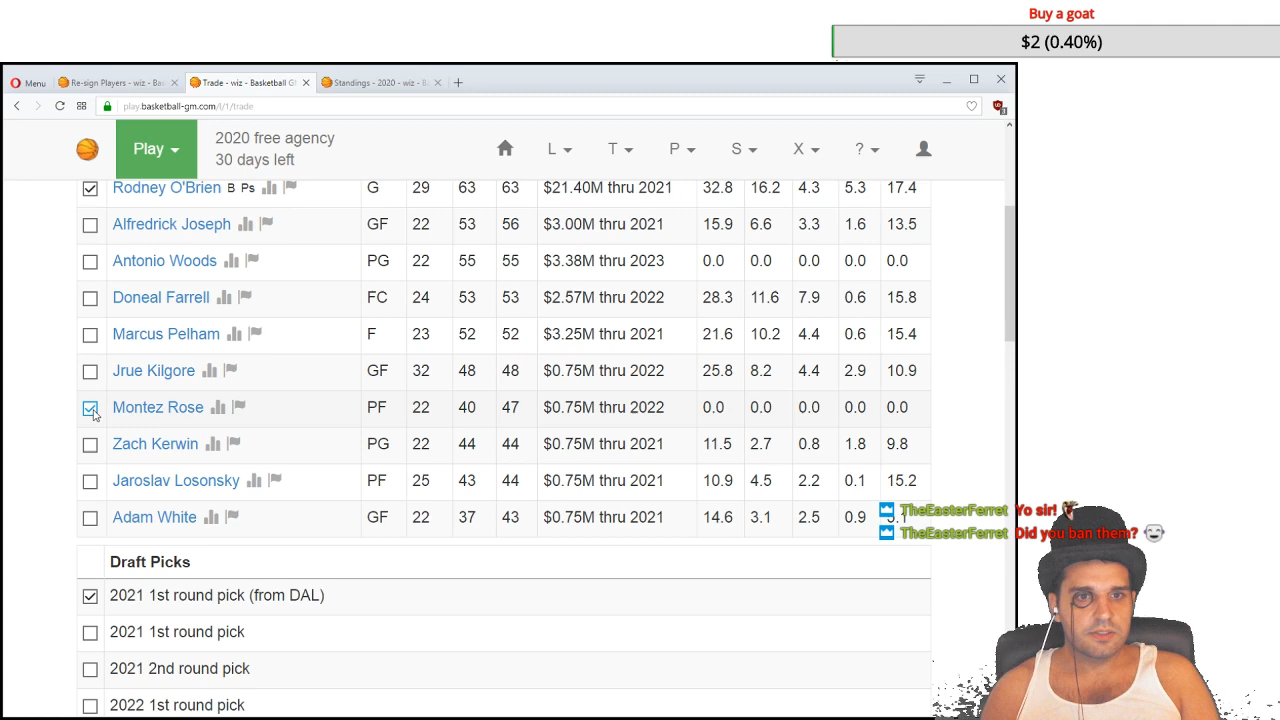 Buy a goat
$2 (0.40%)
Menu
Re-sign Players - wiz - Bas
Trade - wiz - Basketball G
Standings - 2020 - wiz - B
play.basketball-gm.com/l/1/trade
Play
2020 free agency
30 days left
L T P S X ?
Rodney O'Brien B Ps G 29 63 63 $21.40M thru 2021 32.8 16.2 4.3 5.3 17.4
Alfredrick Joseph GF 22 53 56 $3.00M thru 2021 15.9 6.6 3.3 1.6 13.5
Antonio Woods PG 22 55 55 $3.38M thru 2023 0.0 0.0 0.0 0.0 0.0
Doneal Farrell FC 24 53 53 $2.57M thru 2022 28.3 11.6 7.9 0.6 15.8
Marcus Pelham F 23 52 52 $3.25M thru 2021 21.6 10.2 4.4 0.6 15.4
Jrue Kilgore GF 32 48 48 $0.75M thru 2022 25.8 8.2 4.4 2.9 10.9
Montez Rose PF 22 40 47 $0.75M thru 2022 0.0 0.0 0.0 0.0 0.0
Zach Kerwin PG 22 44 44 $0.75M thru 2021 11.5 2.7 0.8 1.8 9.8
Jaroslav Losonsky PF 25 43 44 $0.75M thru 2021 10.9 4.5 2.2 0.1 15.2
Adam White GF 22 37 43 $0.75M thru 2021 14.6 3.1 2.5 0.9
TheEasterFerret Yo sir!
TheEasterFerret Did you ban them?
Draft Picks
2021 1st round pick (from DAL)
2021 1st round pick
2021 2nd round pick
2022 1st round pick